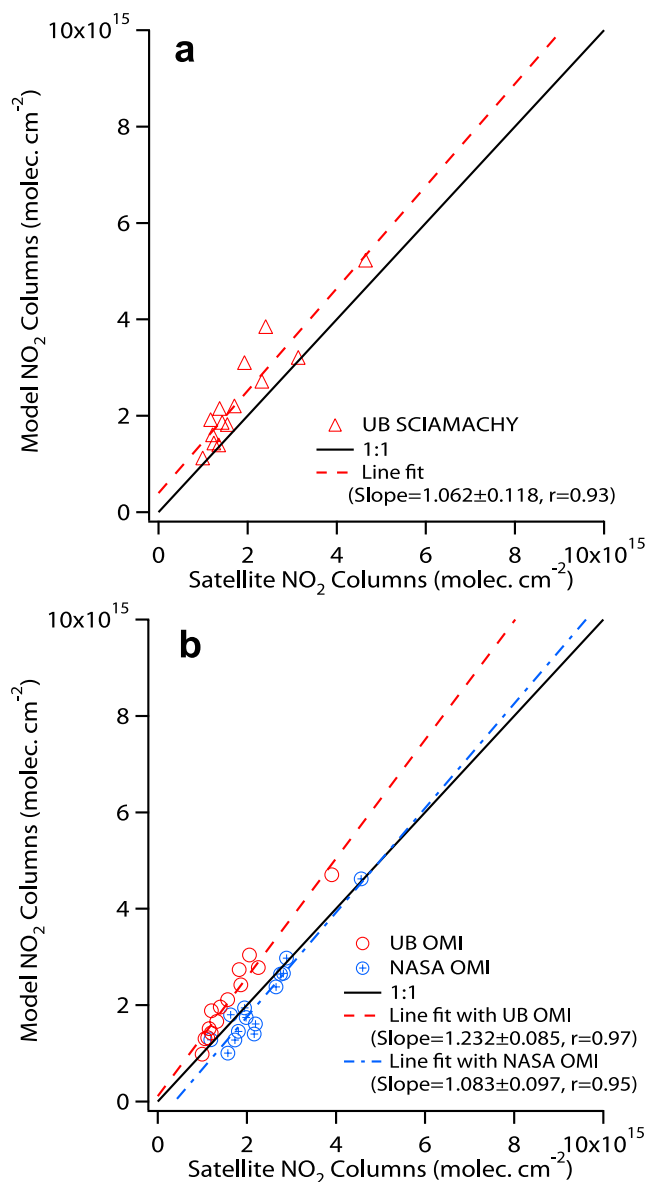 a
10x10¹⁵
8
6
4
2
0
Model NO₂ Columns (molec. cm⁻²)
UB SCIAMACHY
1:1
Line fit
(Slope=1.062±0.118, r=0.93)
0 2 4 6 8 10x10¹⁵
Satellite NO₂ Columns (molec. cm⁻²)
b
10x10¹⁵
8
6
4
2
0
Model NO₂ Columns (molec. cm⁻²)
UB OMI
NASA OMI
1:1
Line fit with UB OMI
(Slope=1.232±0.085, r=0.97)
Line fit with NASA OMI
(Slope=1.083±0.097, r=0.95)
0 2 4 6 8 10x10¹⁵
Satellite NO₂ Columns (molec. cm⁻²)